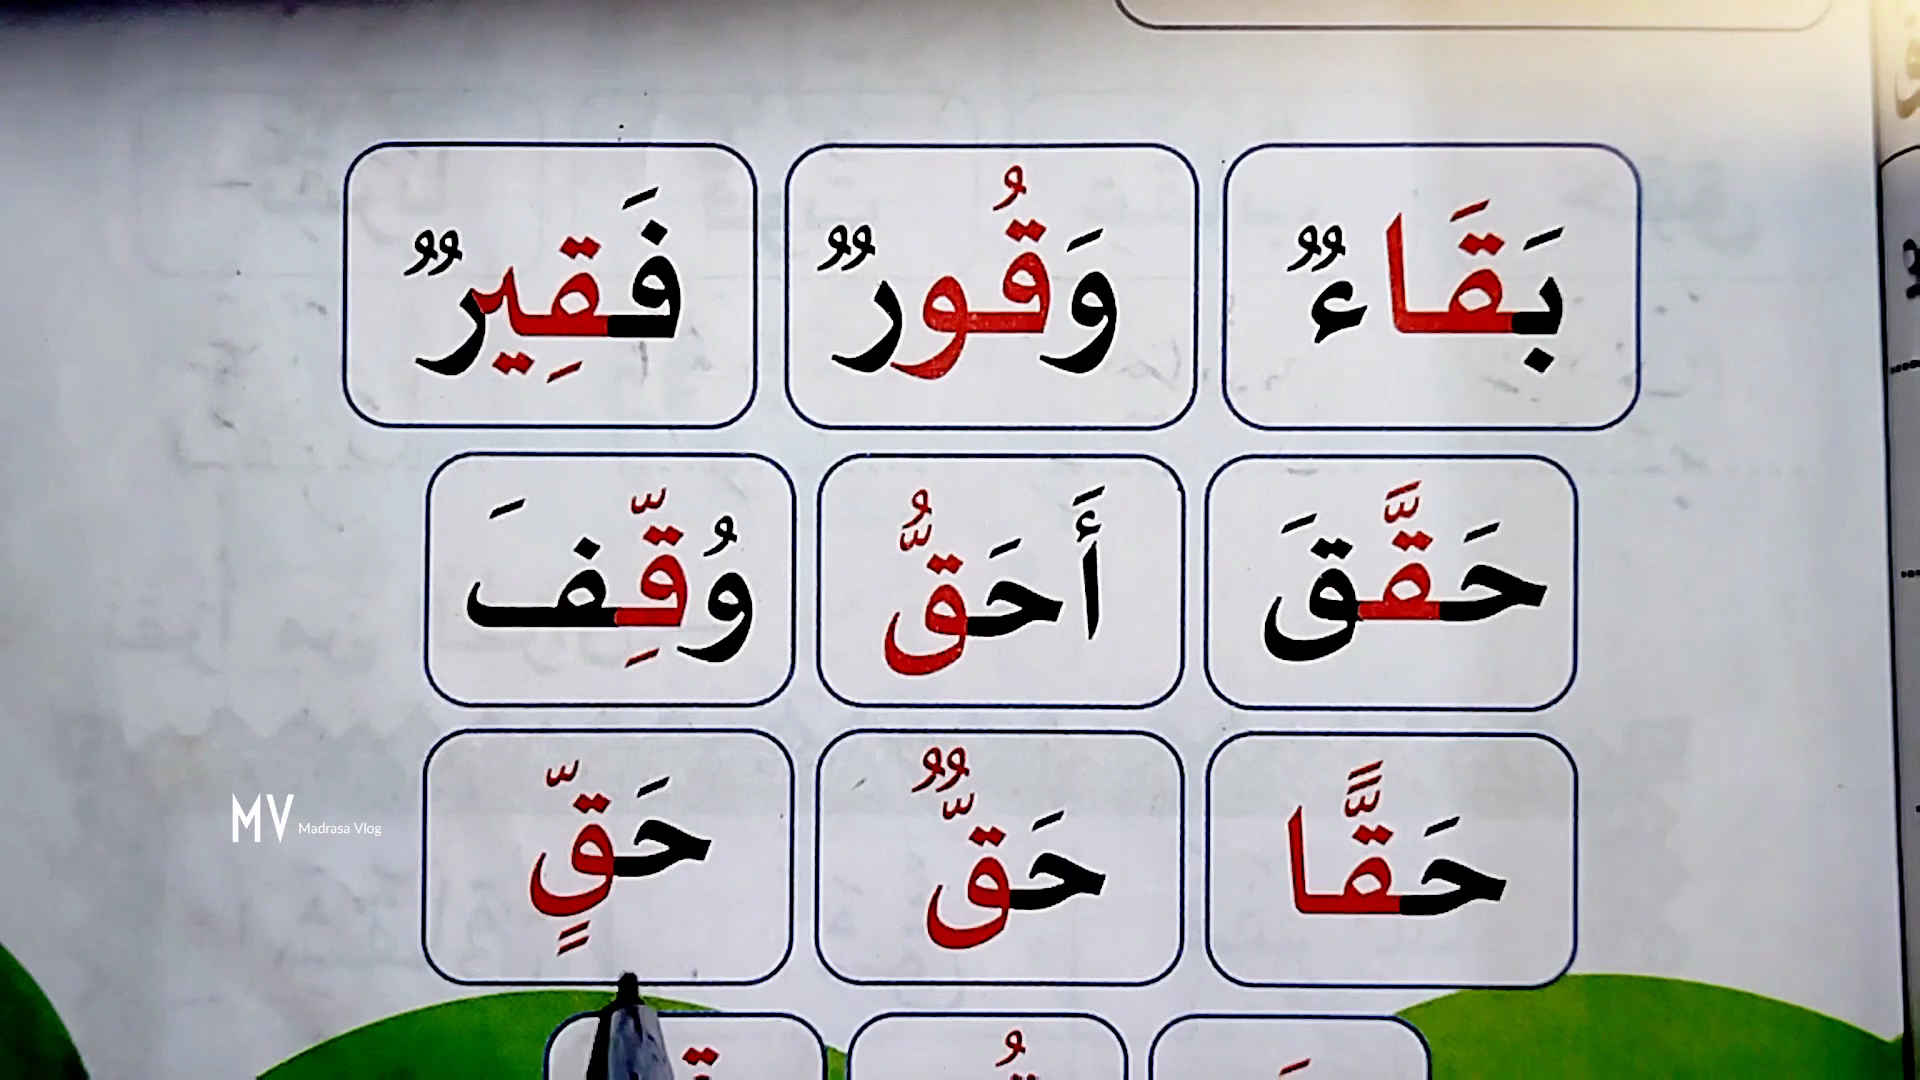 بَقَاءٌ وَقُورٌ فَقِيرٌ
حَقَّقَ أَحَقُّ وُقِّفَ
حَقًّا حَقٌّ حَقٍّ
MV Madrasa Vlog